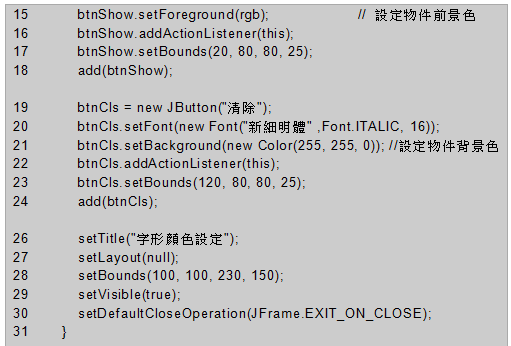 15 btnShow.setForeground(rgb); // 設定物件前景色
16 btnShow.addActionListener(this);
17 btnShow.setBounds(20, 80, 80, 25);
18 add(btnShow);
19 btnCls = new JButton("清除");
20 btnCls.setFont(new Font("新細明體" ,Font.ITALIC, 16));
21 btnCls.setBackground(new Color(255, 255, 0)); //設定物件背景色
22 btnCls.addActionListener(this);
23 btnCls.setBounds(120, 80, 80, 25);
24 add(btnCls);
26 setTitle("字形顏色設定");
27 setLayout(null);
28 setBounds(100, 100, 230, 150);
29 setVisible(true);
30 setDefaultCloseOperation(JFrame.EXIT_ON_CLOSE);
31 }